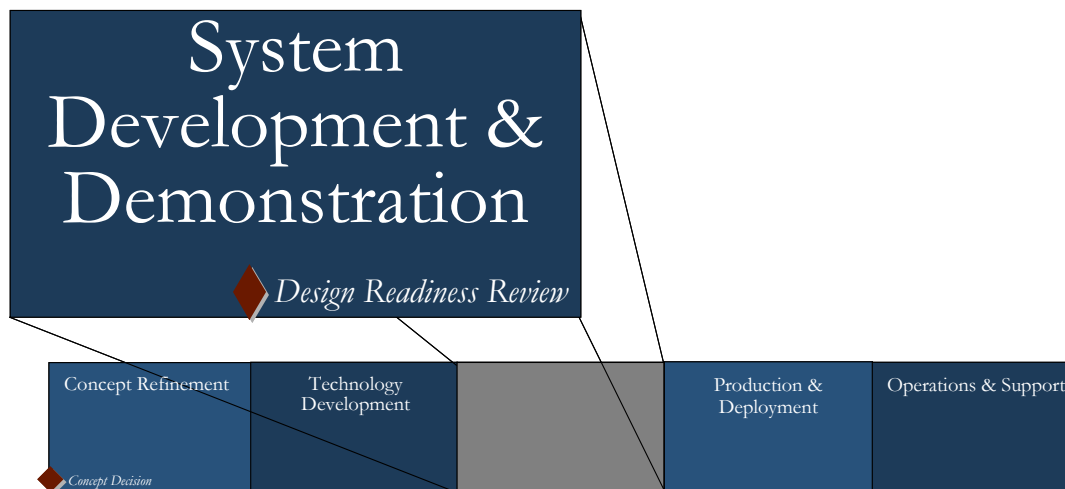 System
Development &
Demonstration
Design Readiness Review
Concept Refinement
Technology
Development
Production &
Deployment
Operations & Support
Concept Decision